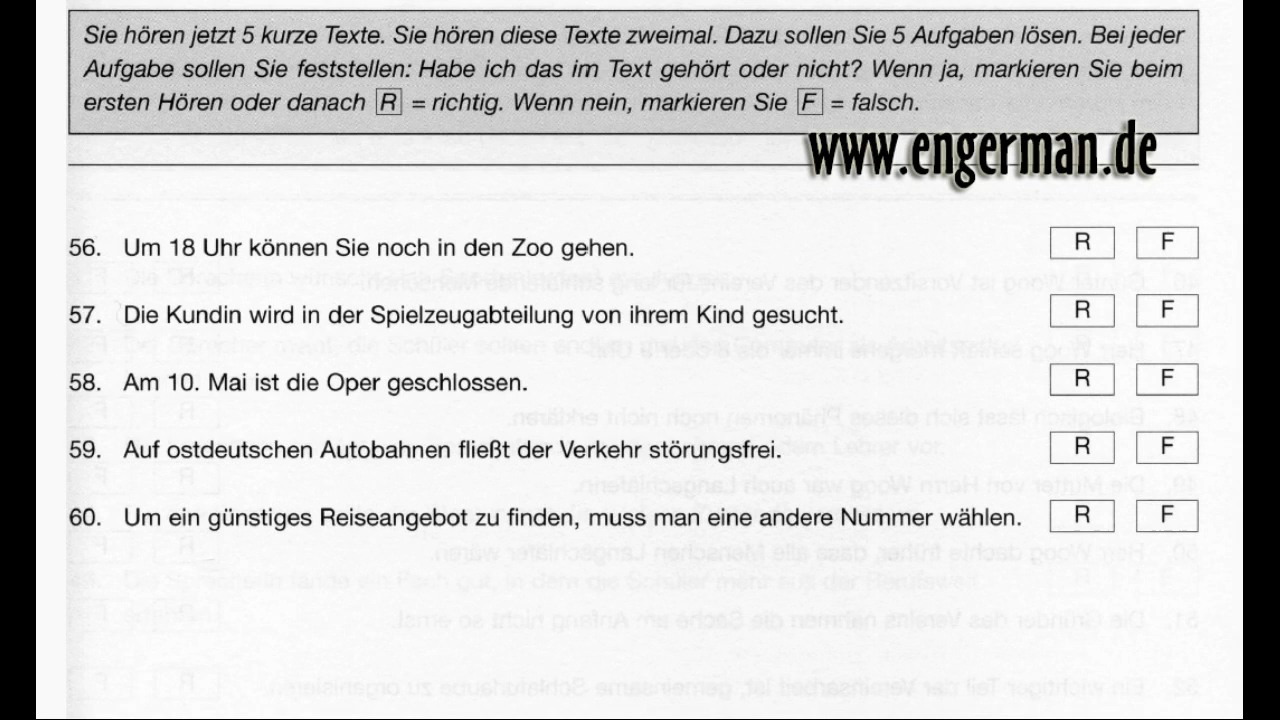 Sie hören jetzt 5 kurze Texte. Sie hören diese Texte zweimal. Dazu sollen Sie 5 Aufgaben lösen. Bei jeder
Aufgabe sollen Sie feststellen: Habe ich das im Text gehört oder nicht? Wenn ja, markieren Sie beim
ersten Hören oder danach R = richtig. Wenn nein, markieren Sie F = falsch.
www.engerman.de
56. Um 18 Uhr können Sie noch in den Zoo gehen. R F
57. Die Kundin wird in der Spielzeugabteilung von ihrem Kind gesucht. R F
58. Am 10. Mai ist die Oper geschlossen. R F
59. Auf ostdeutschen Autobahnen fließt der Verkehr störungsfrei. R F
60. Um ein günstiges Reiseangebot zu finden, muss man eine andere Nummer wählen. R F